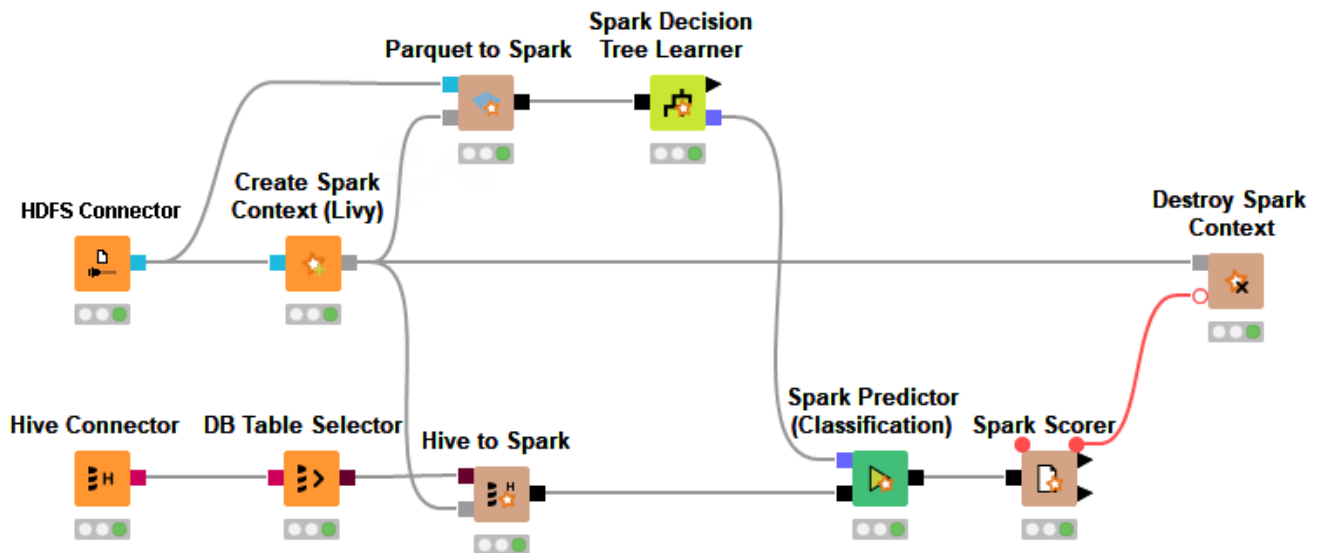 Spark Decision
Tree Learner
Parquet to Spark
Create Spark
Context (Livy)
HDFS Connector
Destroy Spark
Context
Hive Connector
DB Table Selector
Hive to Spark
H
H
Spark Predictor
(Classification)
Spark Scorer